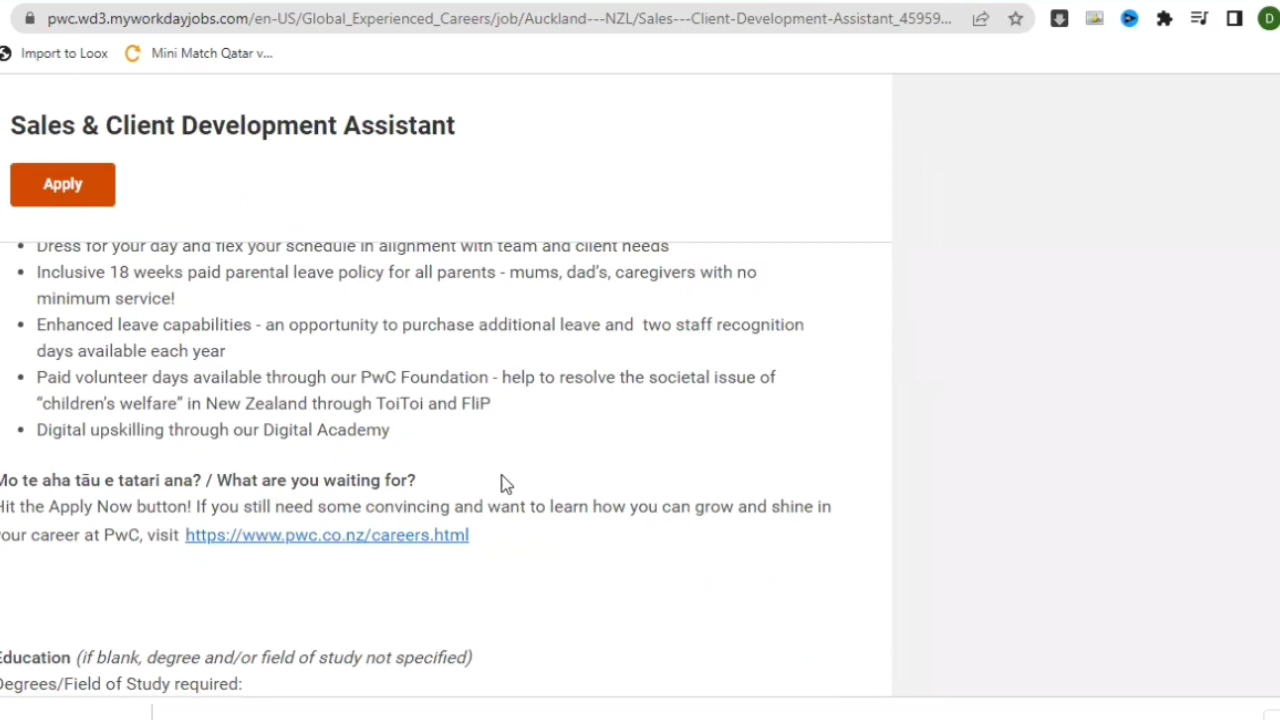 pwc.wd3.myworkdayjobs.com/en-US/Global_Experienced_Careers/job/Auckland---NZL/Sales---Client-Development-Assistant_45959...
D
Import to Loox
Mini Match Qatar v...
Sales & Client Development Assistant
Apply
• Dress for your day and flex your schedule in alignment with team and client needs
• Inclusive 18 weeks paid parental leave policy for all parents - mums, dad's, caregivers with no
minimum service!
• Enhanced leave capabilities - an opportunity to purchase additional leave and  two staff recognition
days available each year
• Paid volunteer days available through our PwC Foundation - help to resolve the societal issue of
“children’s welfare” in New Zealand through ToiToi and FliP
• Digital upskilling through our Digital Academy
Mo te aha tāu e tatari ana? / What are you waiting for?
Hit the Apply Now button! If you still need some convincing and want to learn how you can grow and shine in
your career at PwC, visit https://www.pwc.co.nz/careers.html
Education (if blank, degree and/or field of study not specified)
Degrees/Field of Study required: